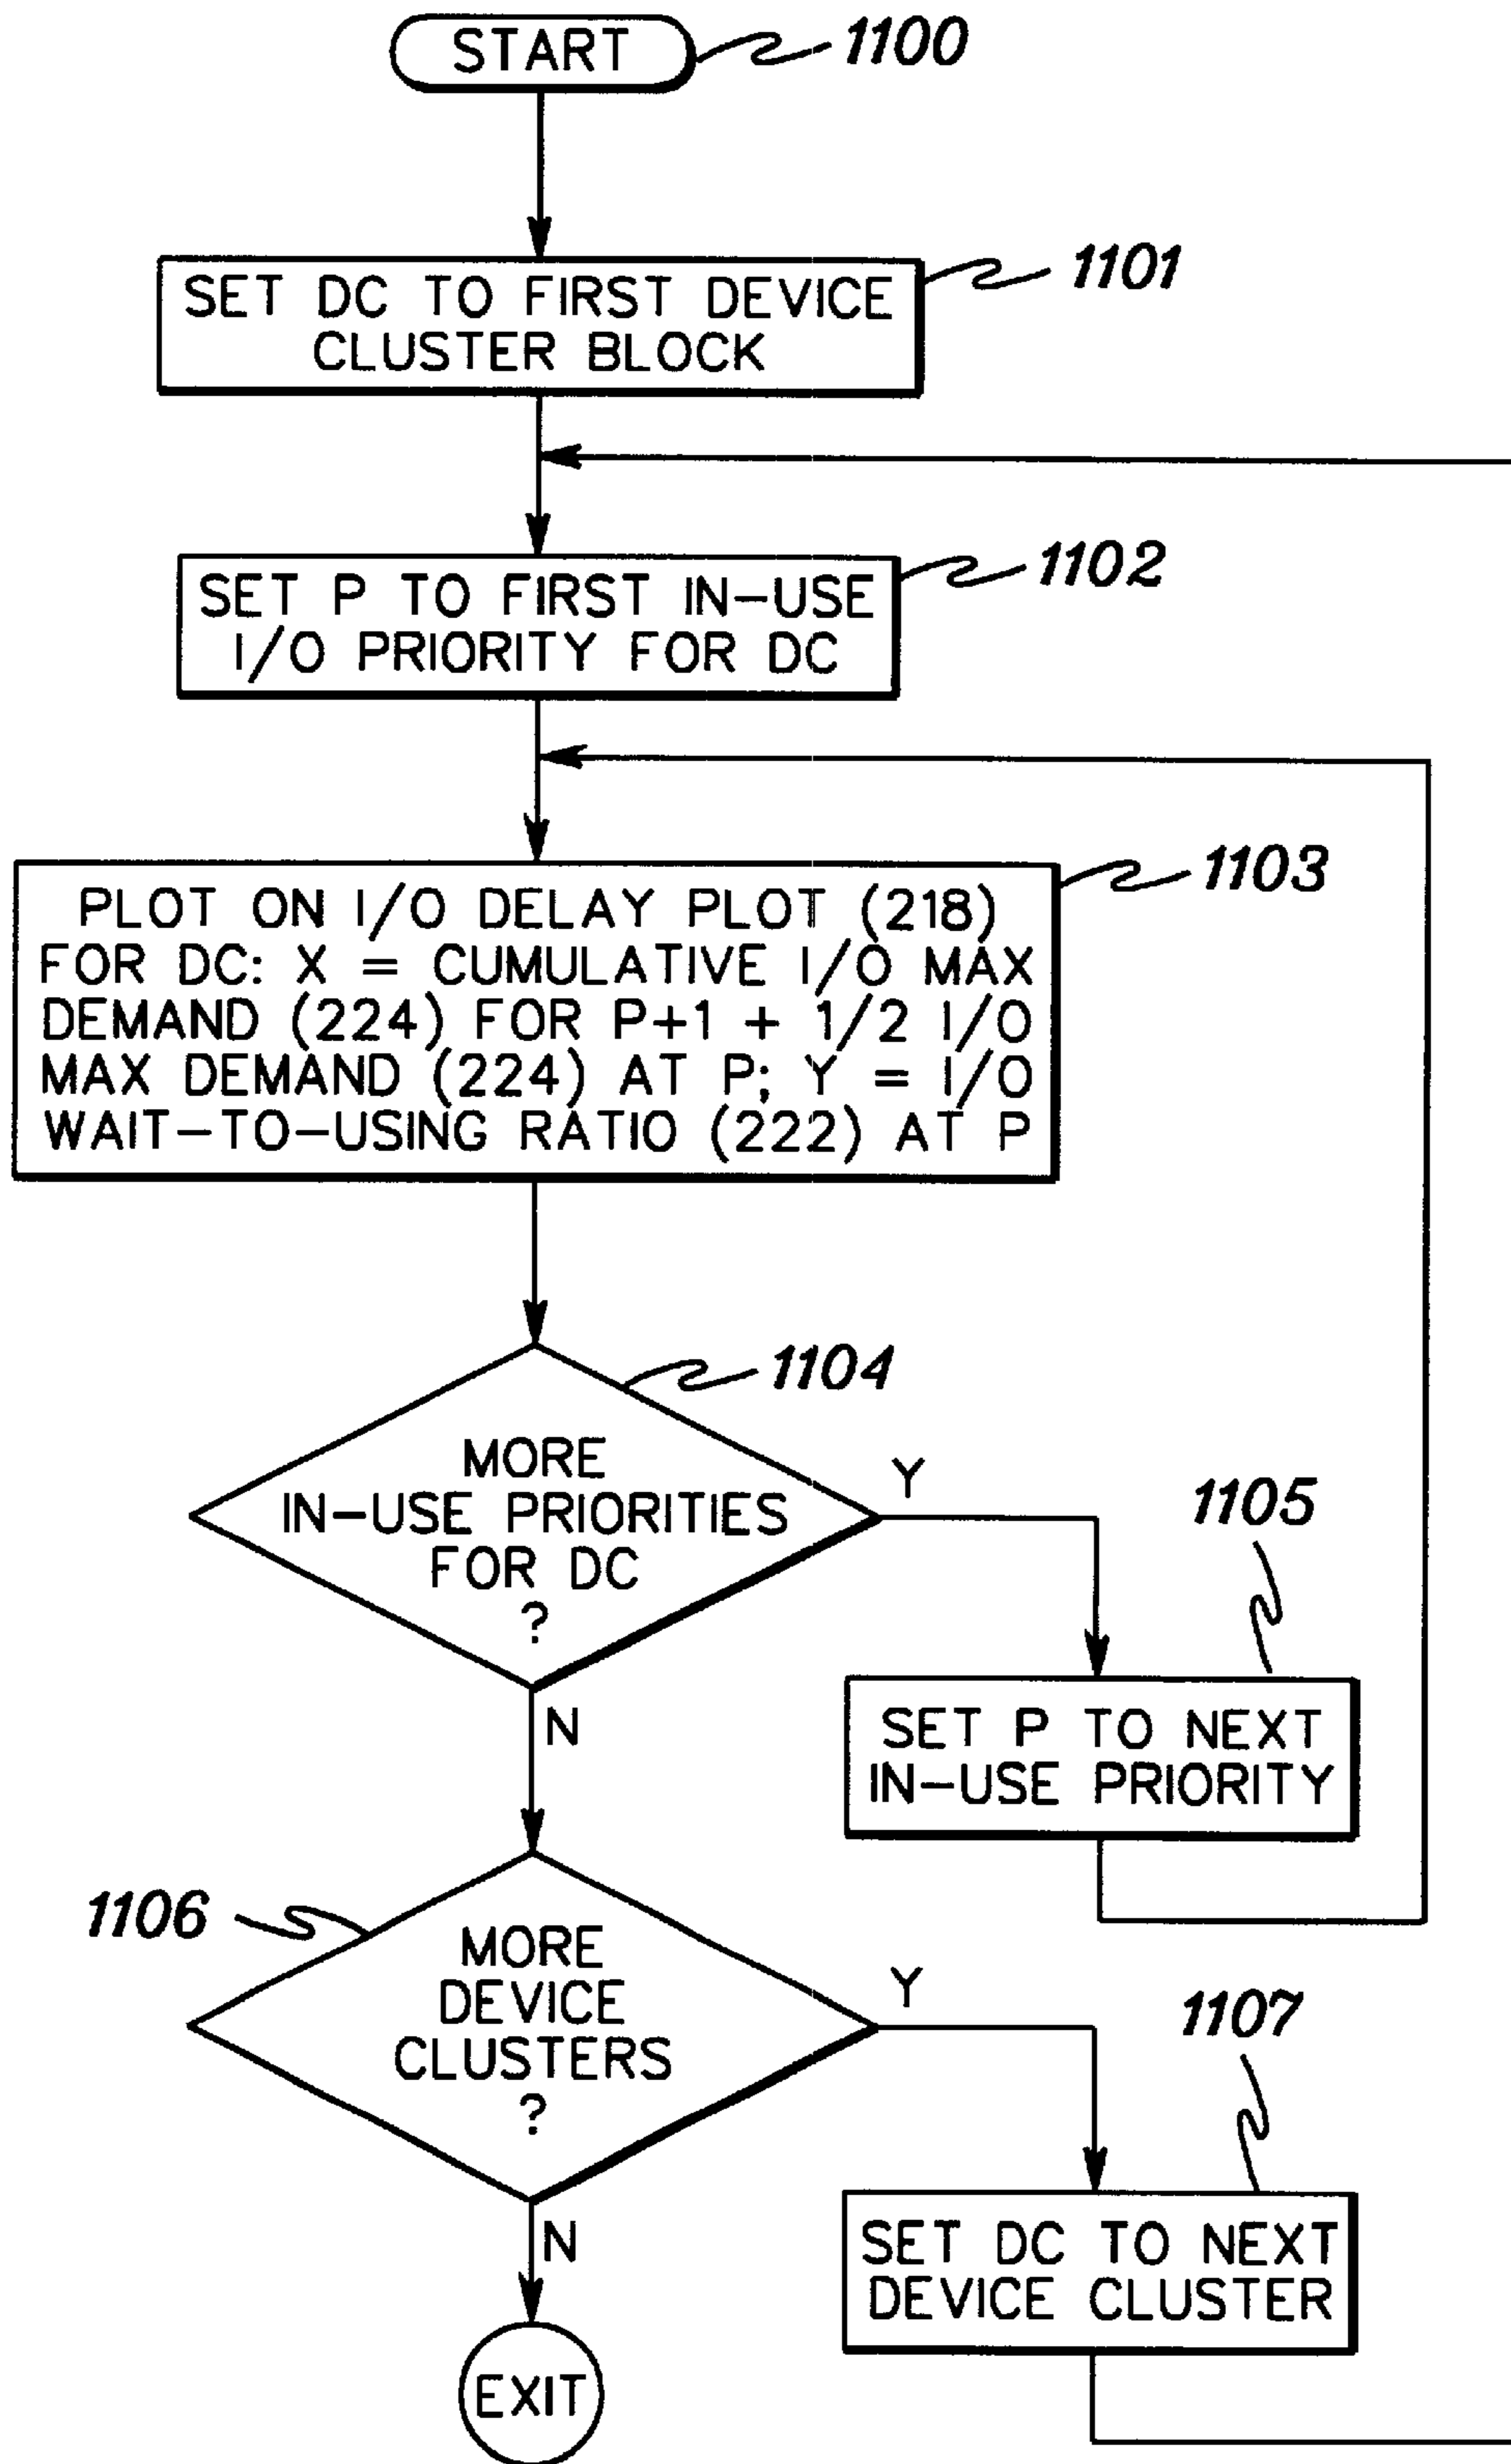 START
1100
SET DC TO FIRST DEVICE
CLUSTER BLOCK
1101
SET P TO FIRST IN-USE
I/O PRIORITY FOR DC
1102
PLOT ON I/O DELAY PLOT (218)
FOR DC: X = CUMULATIVE I/O MAX
DEMAND (224) FOR P+1 + 1/2 I/O
MAX DEMAND (224) AT P; Y = I/O
WAIT-TO-USING RATIO (222) AT P
1103
MORE
IN-USE PRIORITIES
FOR DC
?
1104
Y
N
1105
SET P TO NEXT
IN-USE PRIORITY
1106
MORE
DEVICE
CLUSTERS
?
Y
N
1107
SET DC TO NEXT
DEVICE CLUSTER
EXIT